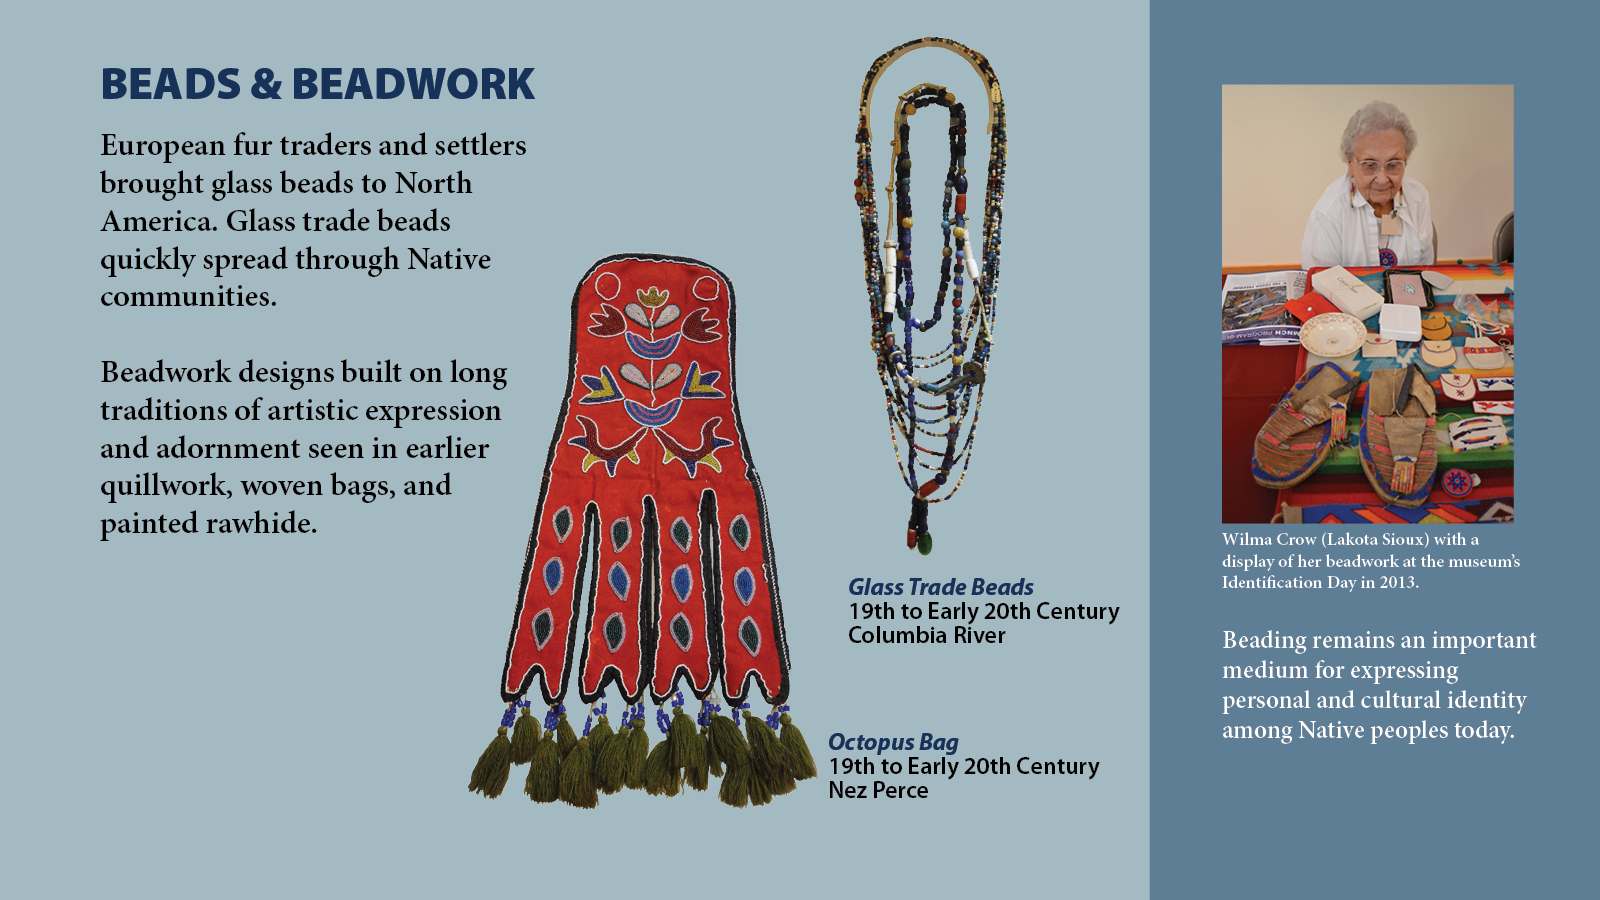 BEADS & BEADWORK
European fur traders and settlers
brought glass beads to North
America. Glass trade beads
quickly spread through Native
communities.
Beadwork designs built on long
traditions of artistic expression
and adornment seen in earlier
quillwork, woven bags, and
painted rawhide.
Glass Trade Beads
19th to Early 20th Century
Columbia River
Octopus Bag
19th to Early 20th Century
Nez Perce
Wilma Crow (Lakota Sioux) with a
display of her beadwork at the museum's
Identification Day in 2013.
Beading remains an important
medium for expressing
personal and cultural identity
among Native peoples today.